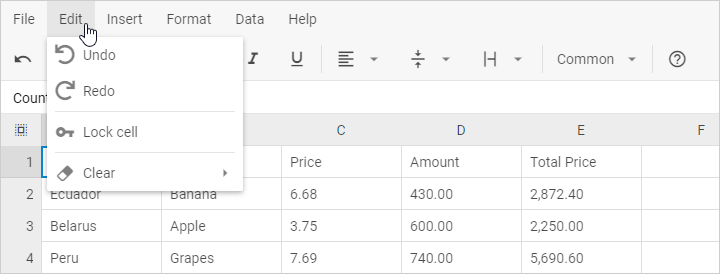 File Edit Insert Format Data Help
Undo
I U Common
Redo
Coun
Lock cell
C D E F
Clear
1 Price Amount Total Price
2 Ecuador Banana 6.68 430.00 2,872.40
3 Belarus Apple 3.75 600.00 2,250.00
4 Peru Grapes 7.69 740.00 5,690.60